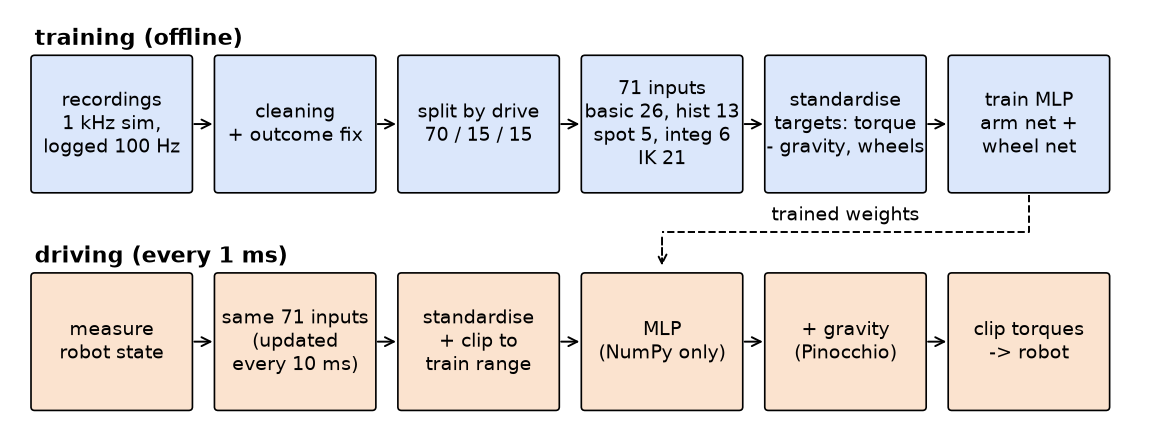 training (offline)
recordings
1 kHz sim,
logged 100 Hz
cleaning
+ outcome fix
split by drive
70 / 15 / 15
71 inputs
basic 26, hist 13
spot 5, integ 6
IK 21
standardise
targets: torque
- gravity, wheels
train MLP
arm net +
wheel net
trained weights
driving (every 1 ms)
measure
robot state
same 71 inputs
(updated
every 10 ms)
standardise
+ clip to
train range
MLP
(NumPy only)
+ gravity
(Pinocchio)
clip torques
-> robot